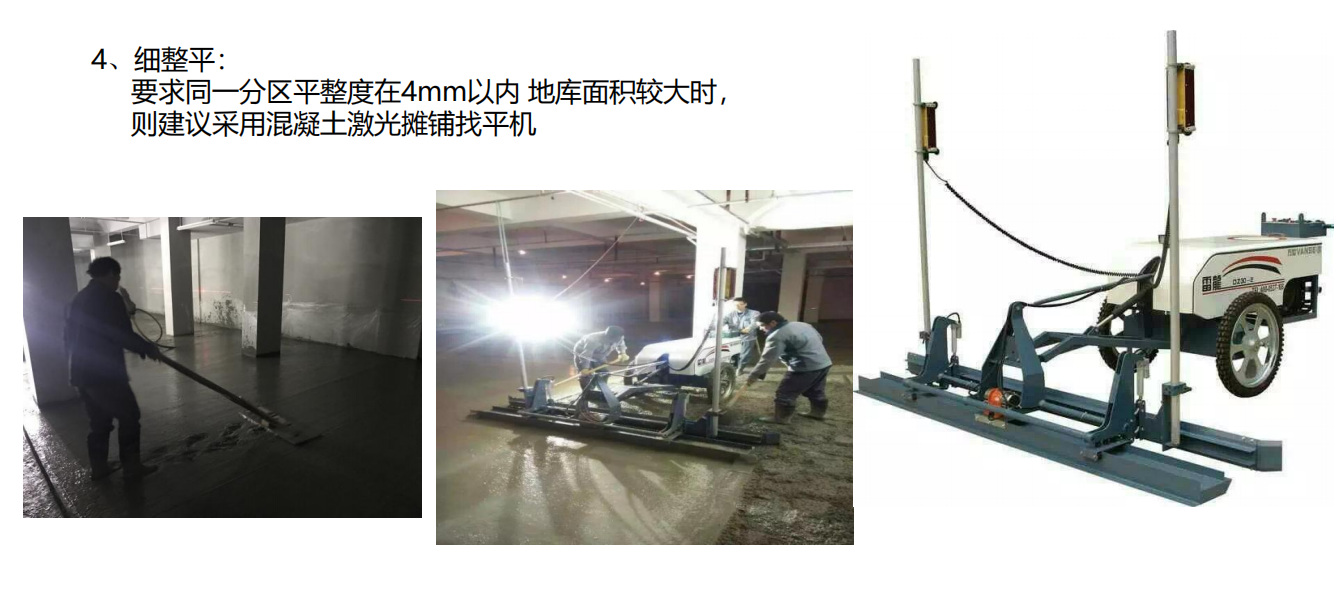 4、细整平：
要求同一分区平整度在4mm以内 地库面积较大时，
则建议采用混凝土激光摊铺找平机
雷龍